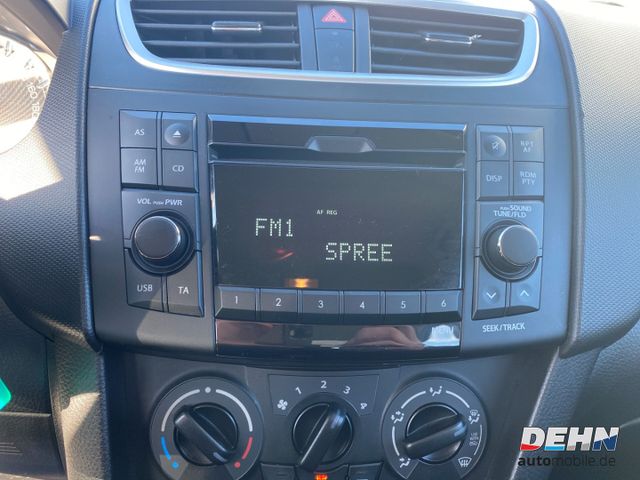 AS
RPT
AF
AM
FM
CD
DISP
RDM
PTY
VOL PUSH PWR
PUSH SOUND
TUNE/FLD
AF REG
FM1
SPREE
USB
TA
1 2 3 4 5 6
SEEK/TRACK
1 2 3 4
DEHN
automobile.de